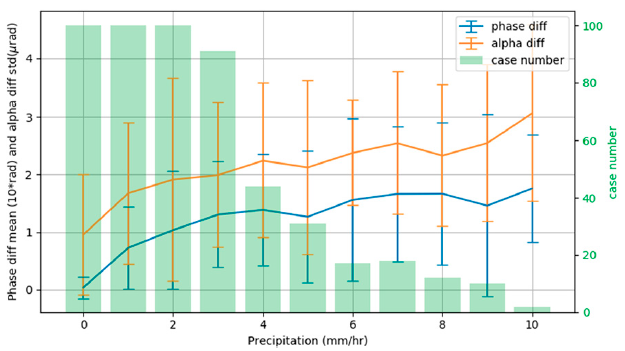 phase diff
alpha diff
case number
Phase diff mean (10*rad) and alpha diff std(μrad)
4
3
2
1
0
100
80
60
40
20
0
case number
0 2 4 6 8 10
Precipitation (mm/hr)